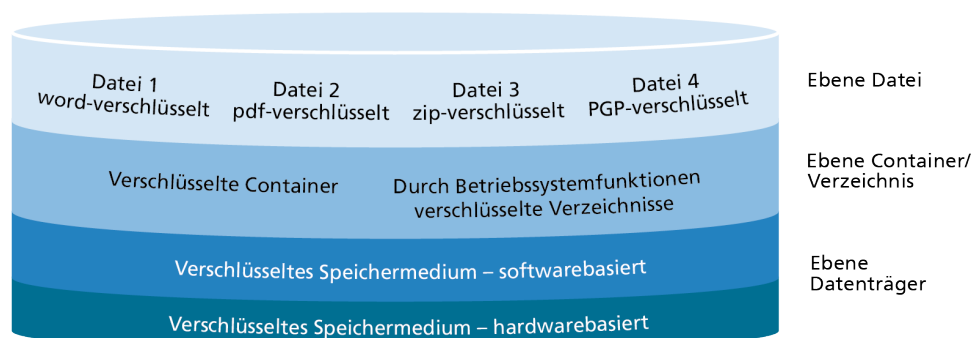 Datei 1
word-verschlüsselt
Datei 2
pdf-verschlüsselt
Datei 3
zip-verschlüsselt
Datei 4
PGP-verschlüsselt
Ebene Datei
Verschlüsselte Container
Durch Betriebssystemfunktionen
verschlüsselte Verzeichnisse
Ebene Container/
Verzeichnis
Verschlüsseltes Speichermedium – softwarebasiert
Ebene
Datenträger
Verschlüsseltes Speichermedium – hardwarebasiert